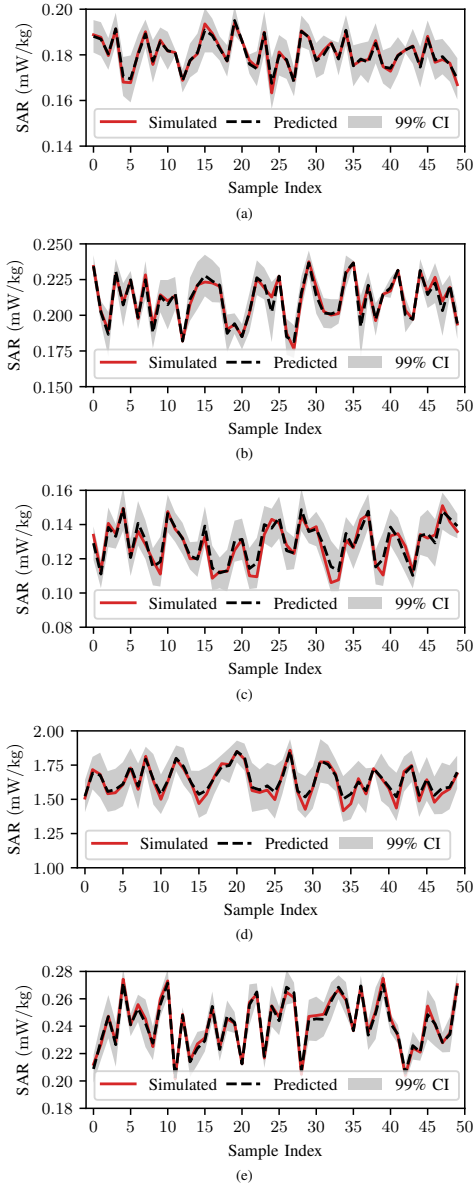 0.20
0.18
0.16
0.14
SAR (mW/kg)
Simulated Predicted 99% CI
0 5 10 15 20 25 30 35 40 45 50
Sample Index
(a)
0.250
0.225
0.200
0.175
0.150
SAR (mW/kg)
Simulated Predicted 99% CI
0 5 10 15 20 25 30 35 40 45 50
Sample Index
(b)
0.16
0.14
0.12
0.10
0.08
SAR (mW/kg)
Simulated Predicted 99% CI
0 5 10 15 20 25 30 35 40 45 50
Sample Index
(c)
2.00
1.75
1.50
1.25
1.00
SAR (mW/kg)
Simulated Predicted 99% CI
0 5 10 15 20 25 30 35 40 45 50
Sample Index
(d)
0.28
0.26
0.24
0.22
0.20
0.18
SAR (mW/kg)
Simulated Predicted 99% CI
0 5 10 15 20 25 30 35 40 45 50
Sample Index
(e)